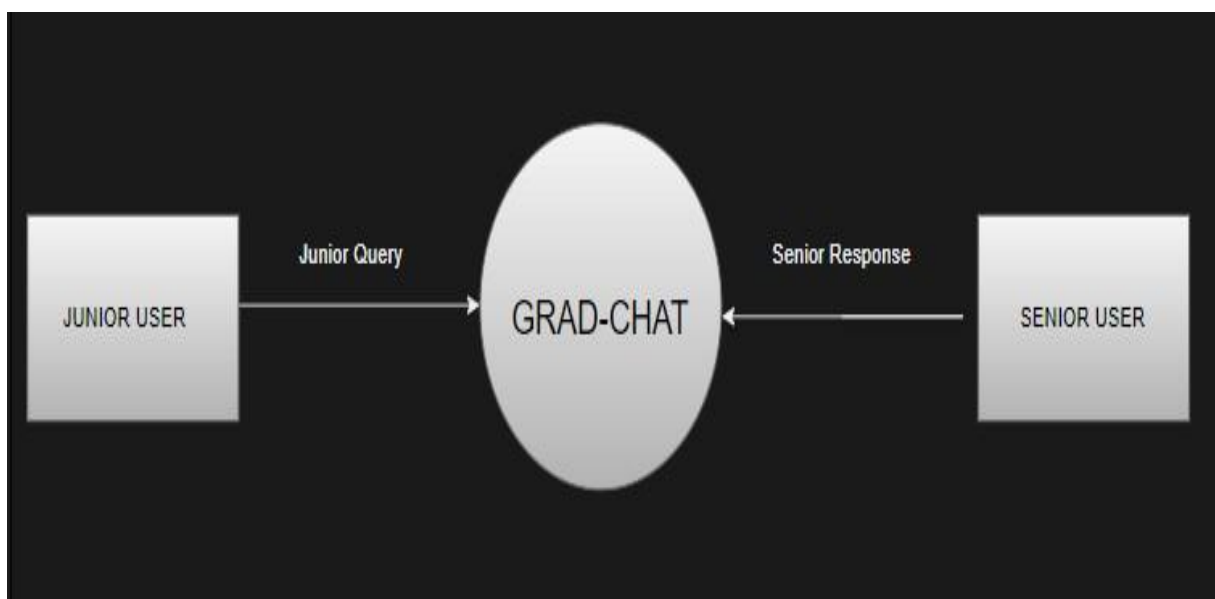 Junior Query
Senior Response
JUNIOR USER
GRAD-CHAT
SENIOR USER